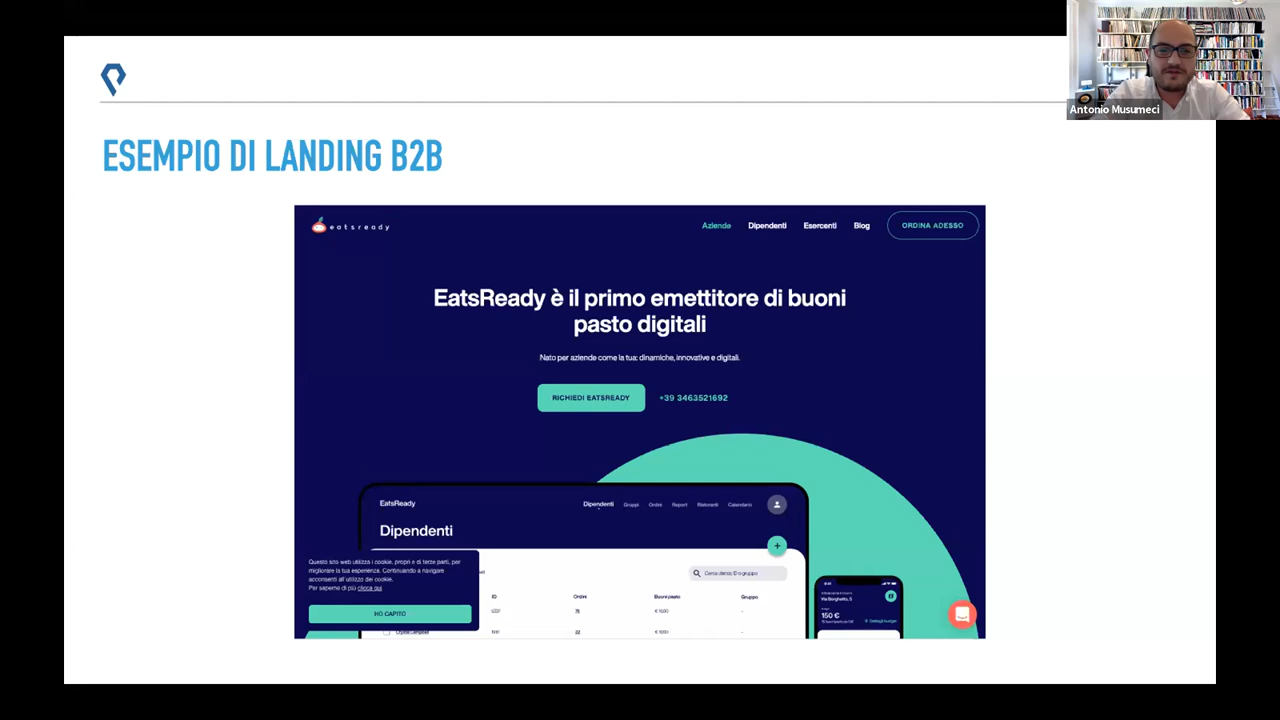 Antonio Musumeci
ESEMPIO DI LANDING B2B
eatsready
Aziende Dipendenti Esercenti Blog ORDINA ADESSO
EatsReady è il primo emettitore di buoni
pasto digitali
Nato per aziende come la tua: dinamiche, innovative e digitali.
RICHIEDI EATSREADY +39 3463521692
EatsReady
Dipendenti Gruppi Ordini Report Ristoranti Calendario
Dipendenti
Questo sito web utilizza i cookie, propri e di terze parti, per
migliorare la tua esperienza. Continuando a navigare
acconsenti all'utilizzo dei cookie.
Per saperne di più clicca qui
HO CAPITO
ID Ordini Buoni pasto Gruppo
Via Borghetto, 5
150 €